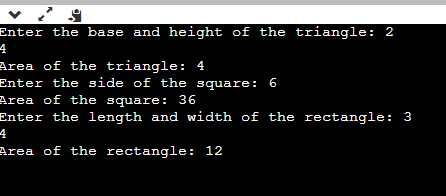 Enter the base and height of the triangle: 2
4
Area of the triangle: 4
Enter the side of the square: 6
Area of the square: 36
Enter the length and width of the rectangle: 3
4
Area of the rectangle: 12